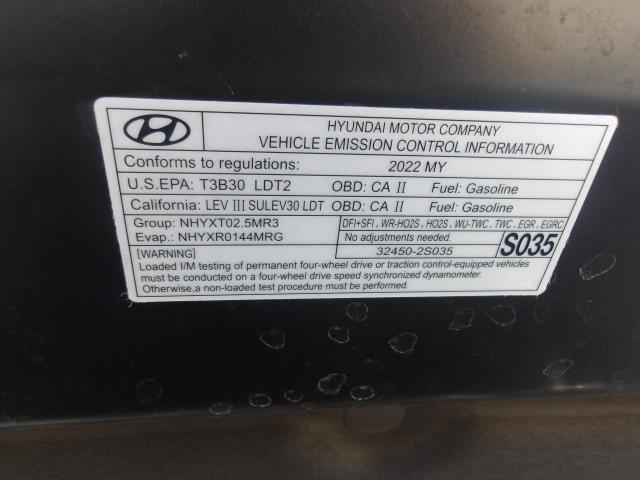 HYUNDAI MOTOR COMPANY
VEHICLE EMISSION CONTROL INFORMATION
Conforms to regulations: 2022 MY
U.S.EPA: T3B30 LDT2 OBD: CA II Fuel: Gasoline
California: LEV III SULEV30 LDT OBD: CA II Fuel: Gasoline
Group: NHYXT02.5MR3 DFI+SFI, WR-HO2S, HO2S, WU-TWC, TWC, EGR, EGRC
Evap.: NHYXR0144MRG No adjustments needed. S035
[WARNING] 32450-2S035
Loaded I/M testing of permanent four-wheel drive or traction control-equipped vehicles
must be conducted on a four-wheel drive speed synchronized dynamometer.
Otherwise,a non-loaded test procedure must be performed.